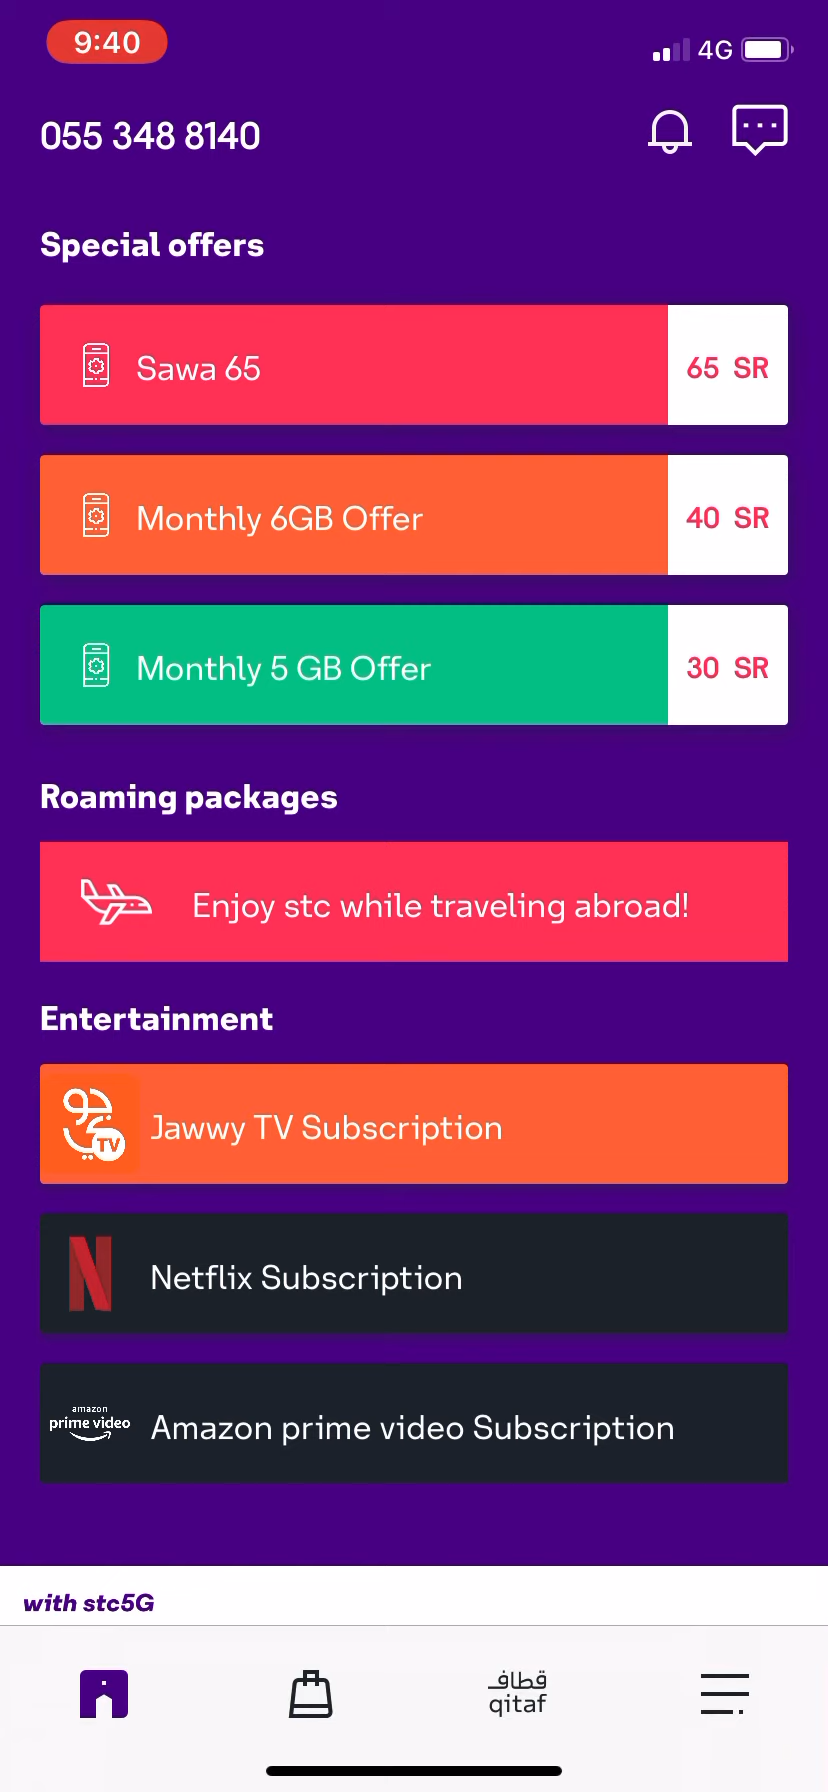 9:40
4G
055 348 8140
Special offers
Sawa 65
65 SR
Monthly 6GB Offer
40 SR
Monthly 5 GB Offer
30 SR
Roaming packages
Enjoy stc while traveling abroad!
Entertainment
جوي
TV
Jawwy TV Subscription
N
Netflix Subscription
amazon
prime video
Amazon prime video Subscription
with stc5G
قطاف
qitaf